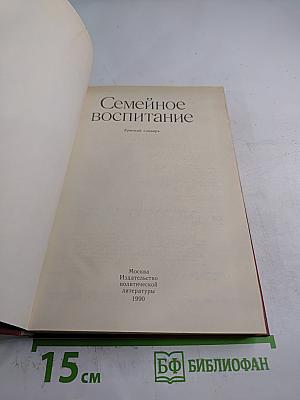 Семейное
воспитание
Краткий словарь
Москва
Издательство
политической
литературы
1990
15 см
БФ БИБЛИОФАН